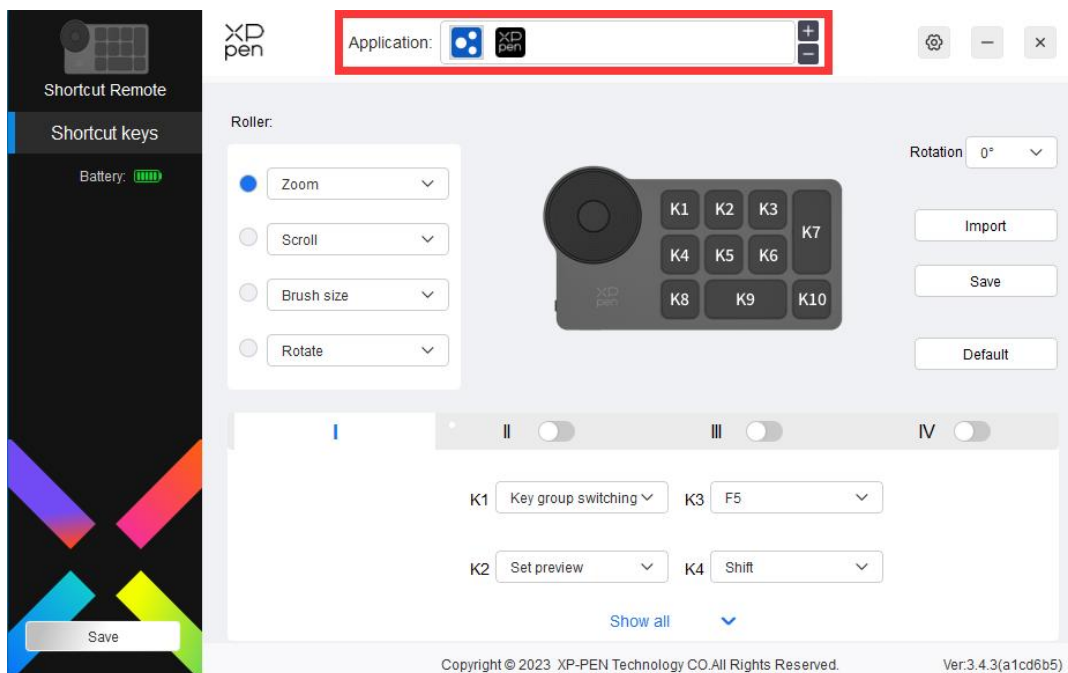 XP
pen
Application:
XP
pen
+
−
Shortcut Remote
Shortcut keys
Battery:
Roller:
Zoom
Scroll
Brush size
Rotate
K1 K2 K3
K7
K4 K5 K6
XP
pen
K8 K9 K10
Rotation 0°
Import
Save
Default
I II III IV
K1 Key group switching K3 F5
K2 Set preview K4 Shift
Show all
Save
Copyright © 2023 XP-PEN Technology CO.All Rights Reserved. Ver:3.4.3(a1cd6b5)